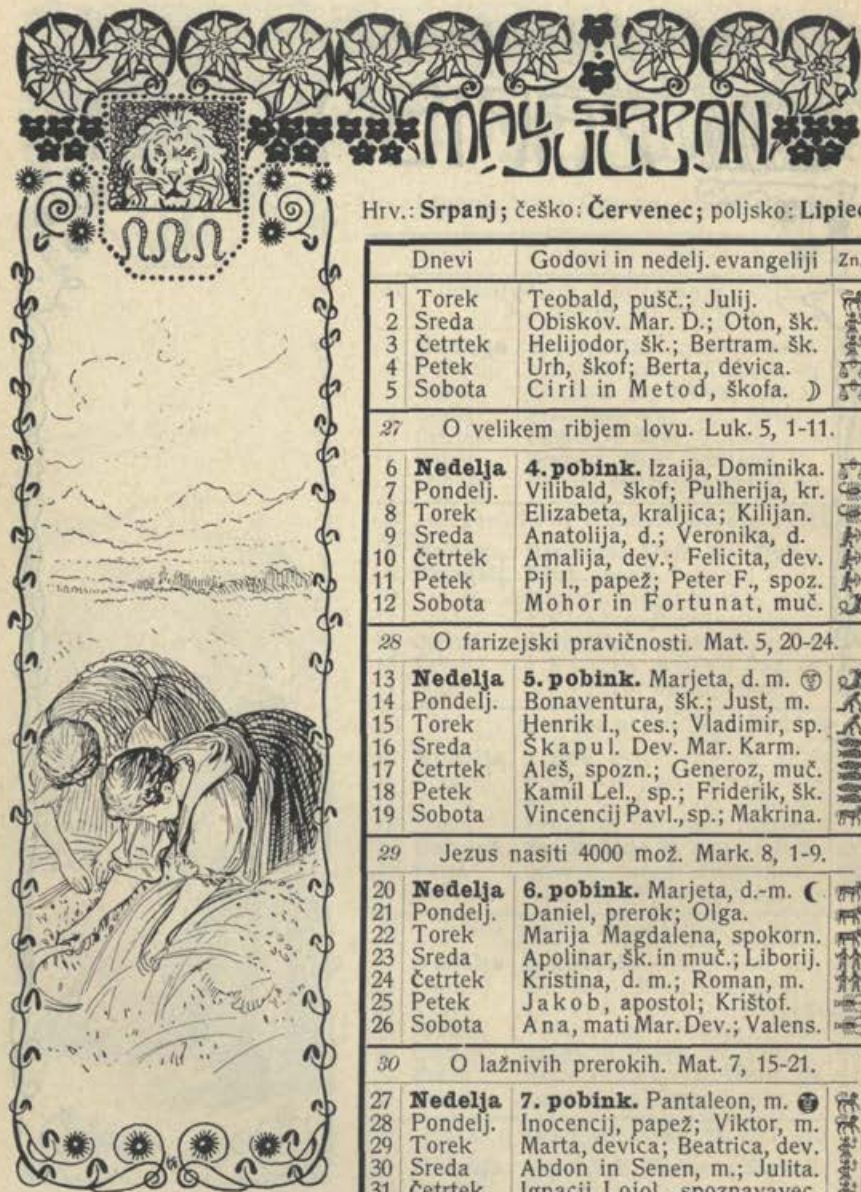 MALI SRPAN
JULIJ
Hrv.: Srpanj; češko: Červenec; poljsko: Lipiec
Dnevi Godovi in nedelj. evangeliji Zn.
1 Torek Teobald, pušč.; Julij.
2 Sreda Obiskov. Mar. D.; Oton, šk.
3 Četrtek Helijodor, šk.; Bertram. šk.
4 Petek Urh, škof; Berta, devica.
5 Sobota Ciril in Metod, škofa.
27 O velikem ribjem lovu. Luk. 5, 1-11.
6 Nedelja 4. pobink. Izaija, Dominika.
7 Pondelj. Vilibald, škof; Pulherija, kr.
8 Torek Elizabeta, kraljica; Kilijan.
9 Sreda Anatolija, d.; Veronika, d.
10 Četrtek Amalija, dev.; Felicita, dev.
11 Petek Pij I., papež; Peter F., spoz.
12 Sobota Mohor in Fortunat, muč.
28 O farizejski pravičnosti. Mat. 5, 20-24.
13 Nedelja 5. pobink. Marjeta, d. m.
14 Pondelj. Bonaventura, šk.; Just, m.
15 Torek Henrik I., ces.; Vladimir, sp.
16 Sreda Škapul. Dev. Mar. Karm.
17 Četrtek Aleš, spozn.; Generoz, muč.
18 Petek Kamil Lel., sp.; Friderik, šk.
19 Sobota Vincencij Pavl., sp.; Makrina.
29 Jezus nasiti 4000 mož. Mark. 8, 1-9.
20 Nedelja 6. pobink. Marjeta, d.-m.
21 Pondelj. Daniel, prerok; Olga.
22 Torek Marija Magdalena, spokorn.
23 Sreda Apolinar, šk. in muč.; Liborij.
24 Četrtek Kristina, d. m.; Roman, m.
25 Petek Jakob, apostol; Krištof.
26 Sobota Ana, mati Mar. Dev.; Valens.
30 O lažnivih prerokih. Mat. 7, 15-21.
27 Nedelja 7. pobink. Pantaleon, m.
28 Pondelj. Inocencij, papež; Viktor, m.
29 Torek Marta, devica; Beatrica, dev.
30 Sreda Abdon in Senen, m.; Julita.
31 Četrtek Ignacij Lojol., spoznavavec.